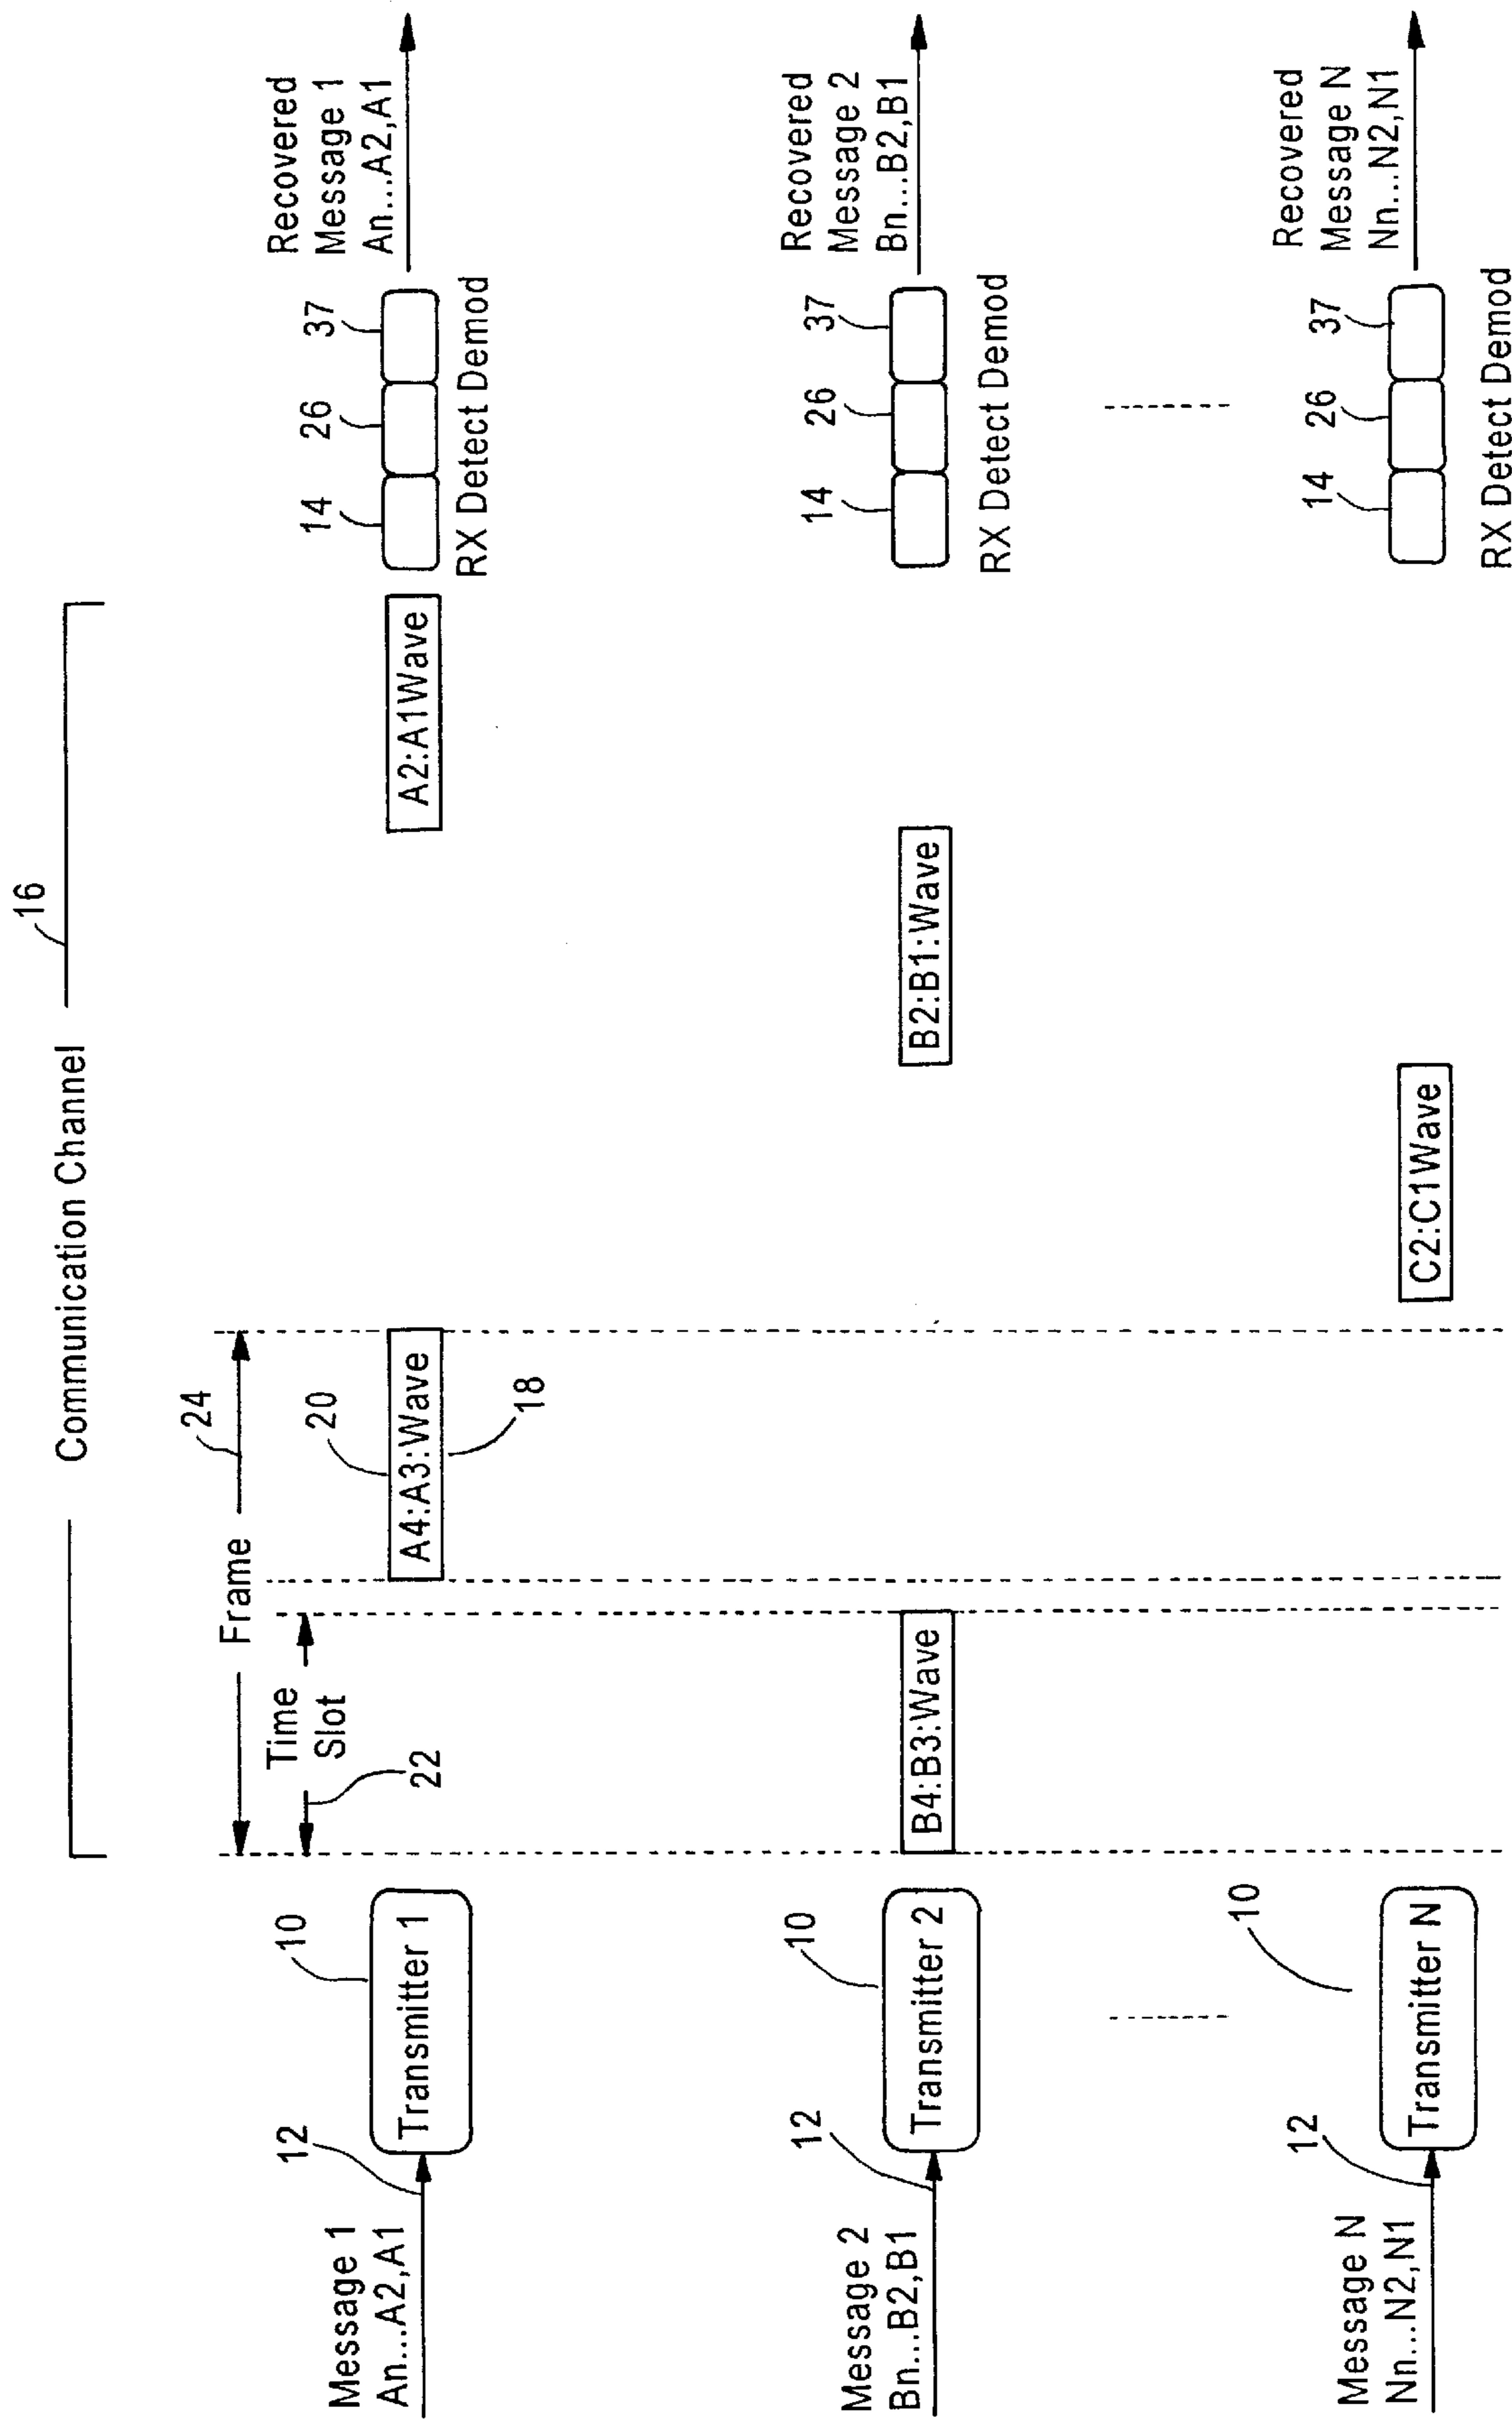 Communication Channel
16
Frame
24
Time
Slot
22
Message 1
An...A2,A1
12
10
Transmitter 1
20
A4:A3:Wave
18
A2:A1Wave
14
26
37
RX Detect Demod
Recovered
Message 1
An...A2,A1
Message 2
Bn...B2,B1
12
10
Transmitter 2
B4:B3:Wave
B2:B1:Wave
14
26
37
RX Detect Demod
Recovered
Message 2
Bn...B2,B1
Message N
Nn...N2,N1
12
10
Transmitter N
C2:C1Wave
14
26
37
RX Detect Demod
Recovered
Message N
Nn...N2,N1